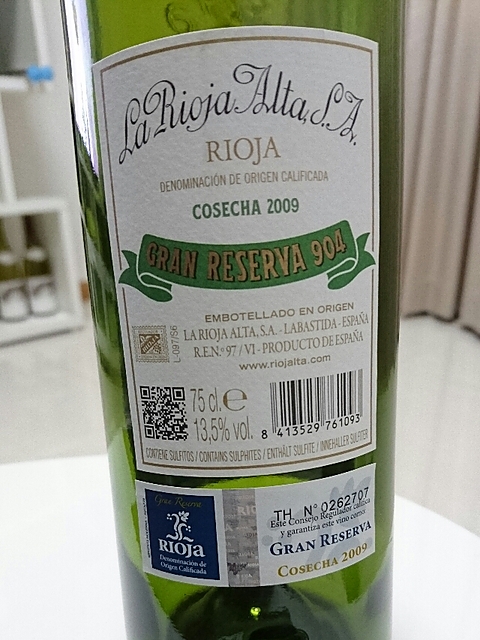 La Rioja Alta, S.A.
RIOJA
DENOMINACIÓN DE ORIGEN CALIFICADA
COSECHA 2009
GRAN RESERVA 904
EMBOTELLADO EN ORIGEN
LA RIOJA ALTA, S.A. - LABASTIDA - ESPAÑA
R.E.N.º 97 / VI - PRODUCTO DE ESPAÑA
www.riojalta.com
L-097/56
75 cl. e
13,5% vol.
8 413529 761093
CONTIENE SULFITOS / CONTAINS SULPHITES / ENTHÄLT SULFITE / INNEHALLER SULFITER
Gran Reserva
RIOJA
Denominación de
Origen Calificada
TH Nº 0262707
Este Consejo Regulador califica
y garantiza este vino como:
GRAN RESERVA
COSECHA 2009